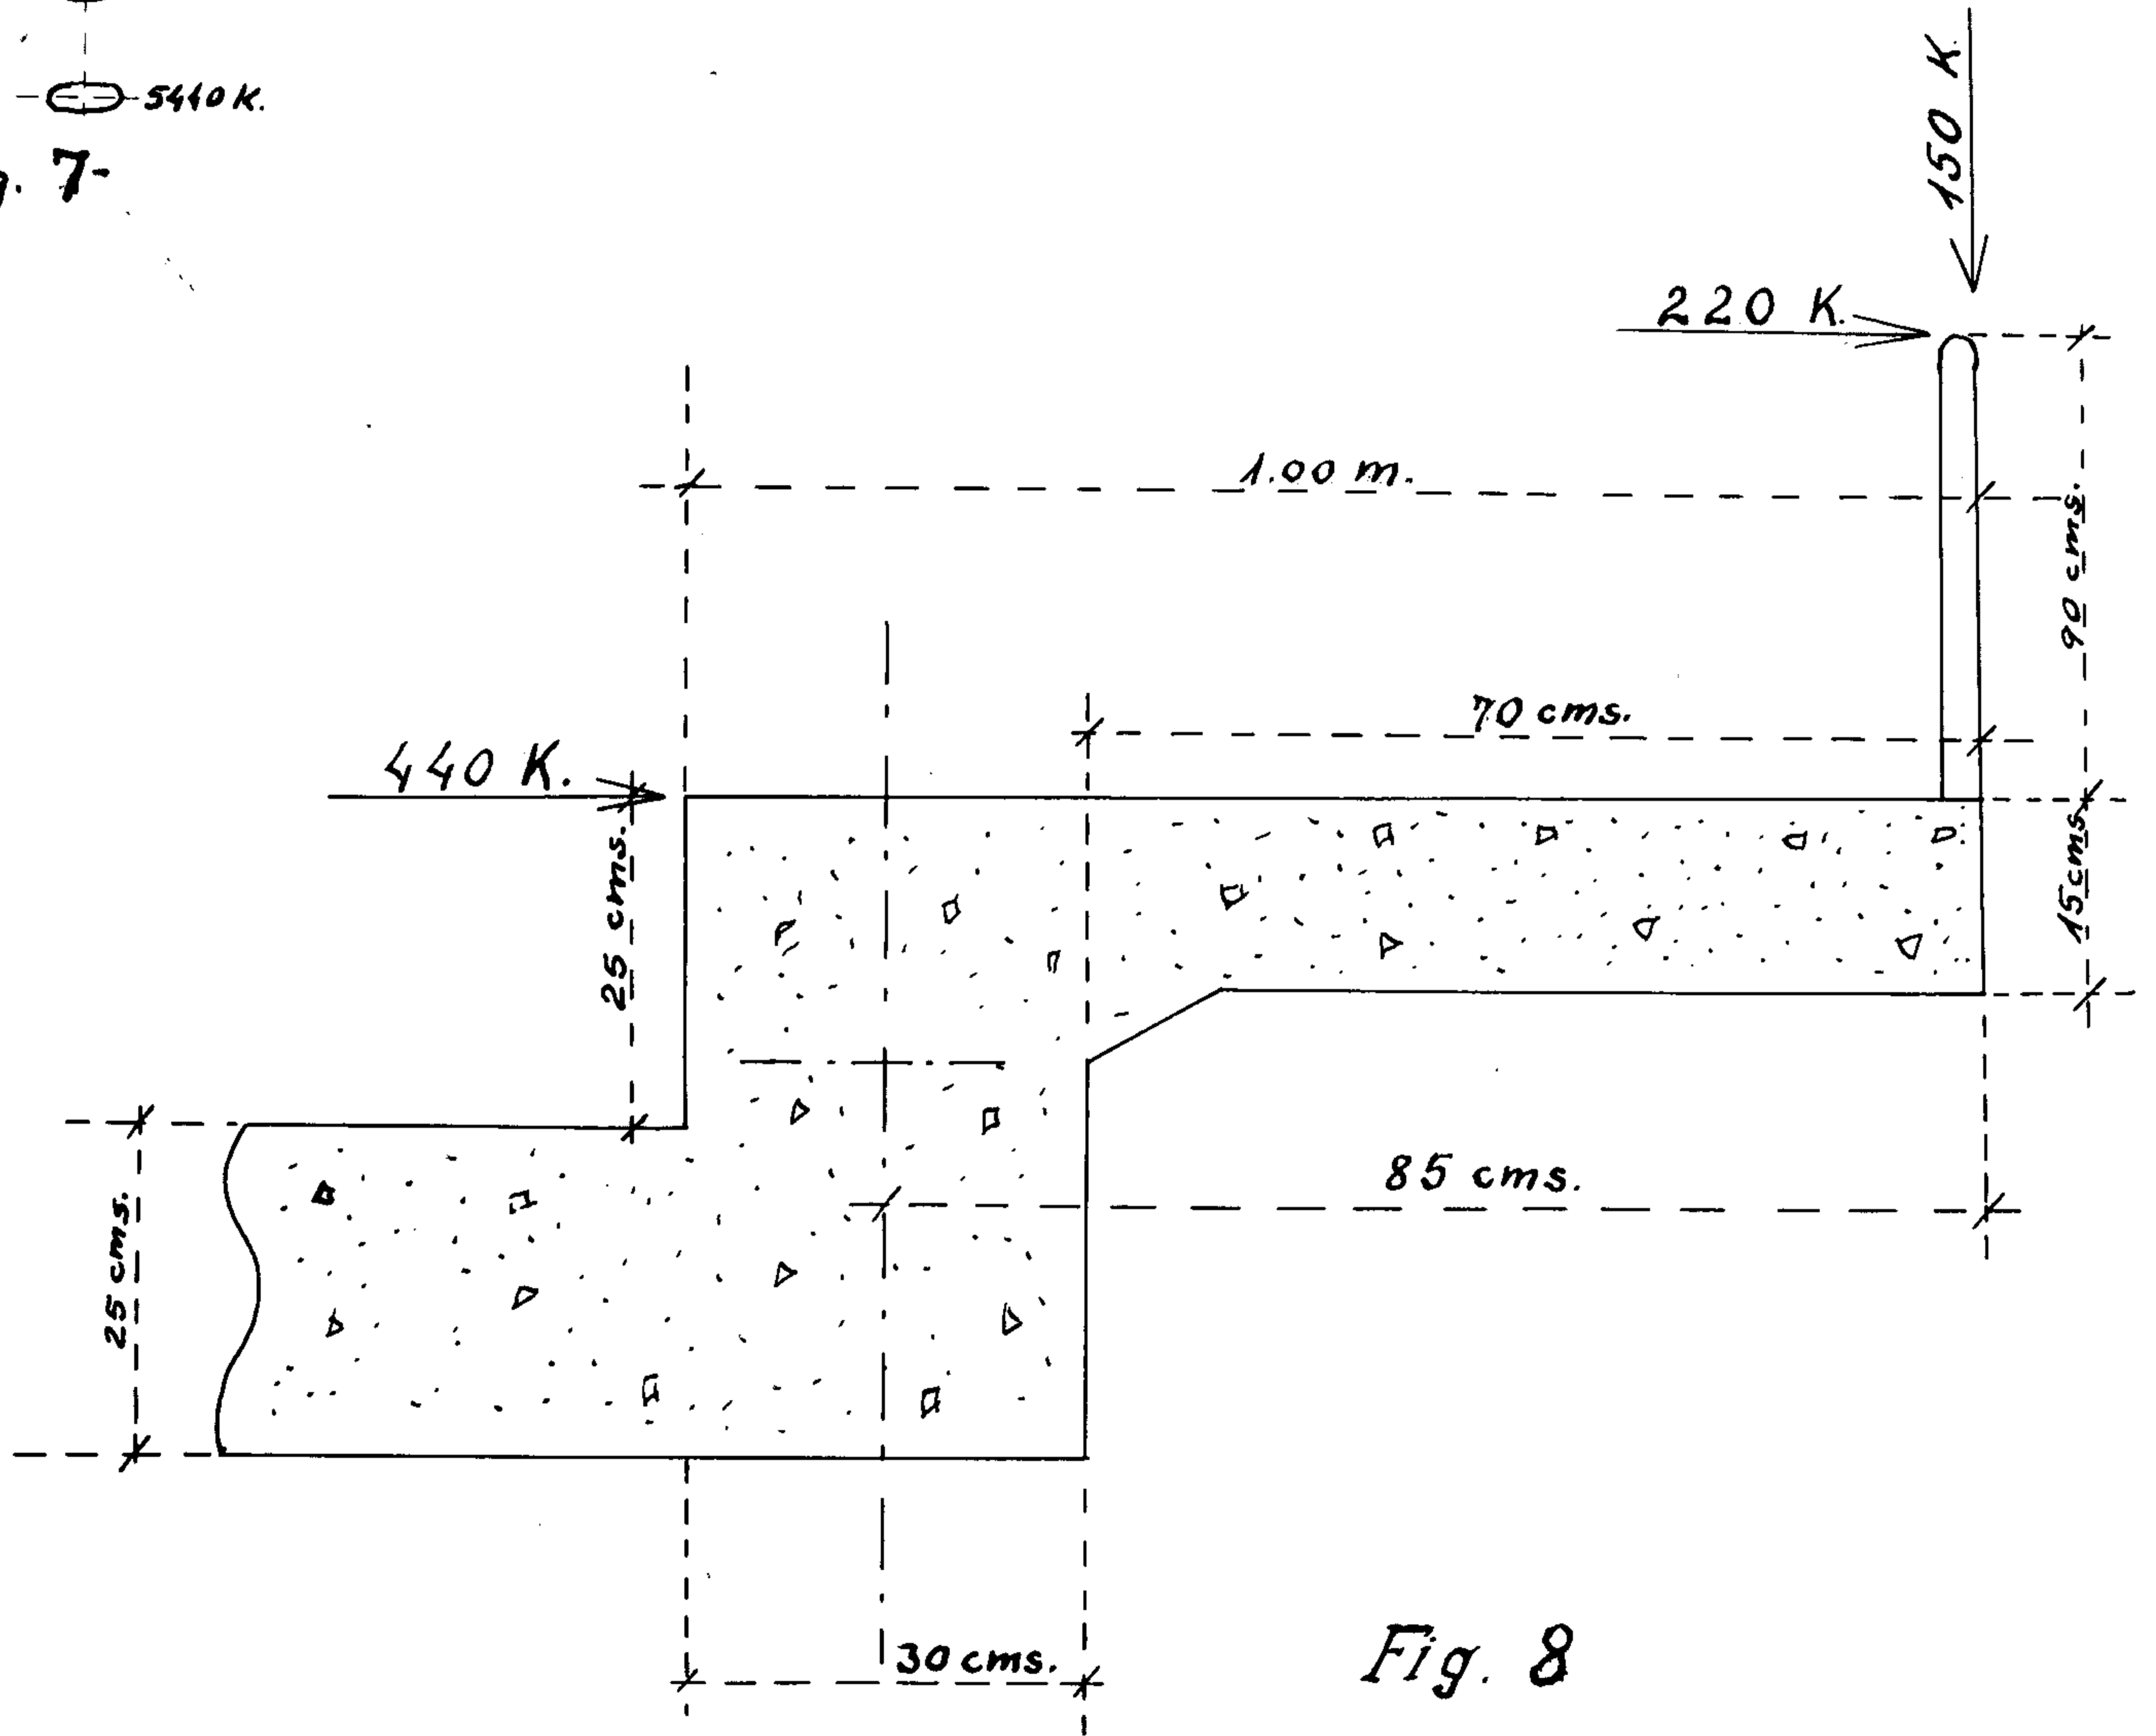 5440 K.
7-
150 K.
220 K.
1.00 m.
90 cms.
70 cms.
440 K.
25 cms.
15 cms.
85 cms.
25 cms.
30 cms.
Fig. 8